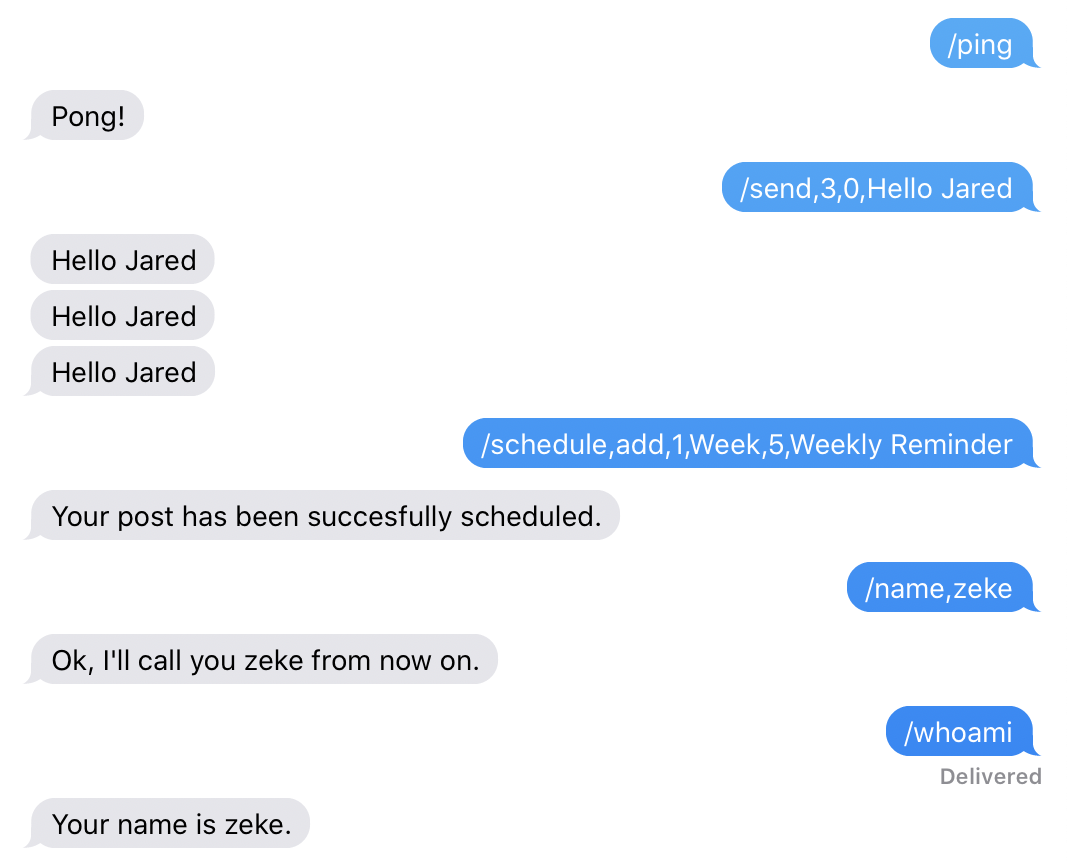 /ping
Pong!
/send,3,0,Hello Jared
Hello Jared
Hello Jared
Hello Jared
/schedule,add,1,Week,5,Weekly Reminder
Your post has been succesfully scheduled.
/name,zeke
Ok, I'll call you zeke from now on.
/whoami
Delivered
Your name is zeke.